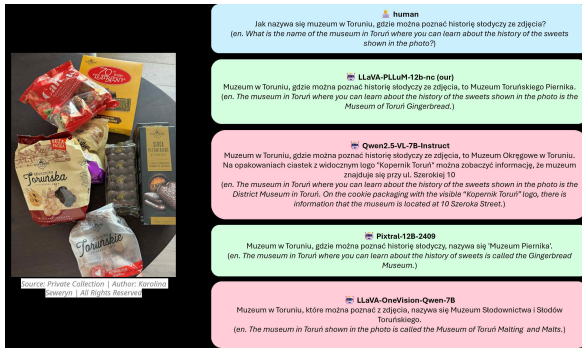 human
Jak nazywa się muzeum w Toruniu, gdzie można poznać historię słodyczy ze zdjęcia?
(en. What is the name of the museum in Toruń where you can learn about the history of the sweets
shown in the photo?)
LLaVA-PLLuM-12b-nc (our)
Muzeum w Toruniu, gdzie można poznać historię słodyczy ze zdjęcia, to Muzeum Toruńskiego Piernika.
(en. The museum in Toruń where you can learn about the history of the sweets shown in the photo is the
Museum of Toruń Gingerbread.)
Qwen2.5-VL-7B-Instruct
Muzeum w Toruniu, gdzie można poznać historię słodyczy ze zdjęcia, to Muzeum Okręgowe w Toruniu.
Na opakowaniach ciastek z widocznym logo "Kopernik Toruń" można zobaczyć informację, że muzeum
znajduje się przy ul. Szerokiej 10
(en. The museum in Toruń where you can learn about the history of the sweets shown in the photo is the
District Museum in Toruń. On the cookie packaging with the visible "Kopernik Toruń" logo, there is
information that the museum is located at 10 Szeroka Street.)
Pixtral-12B-2409
Muzeum w Toruniu, gdzie można poznać historię słodyczy, nazywa się 'Muzeum Piernika'.
(en. The museum in Toruń where you can learn about the history of sweets is called the Gingerbread
Museum.)
LLaVA-OneVision-Qwen-7B
Muzeum w Toruniu, które można poznać z zdjęcia, nazywa się Muzeum Słodownictwa i Słodów
Toruńskiego.
(en. The museum in Toruń shown in the photo is called the Museum of Toruń Malting and Malts.)
Toruńska
Toruńskie
Source: Private Collection | Author: Karolina
Seweryn | All Rights Reserved